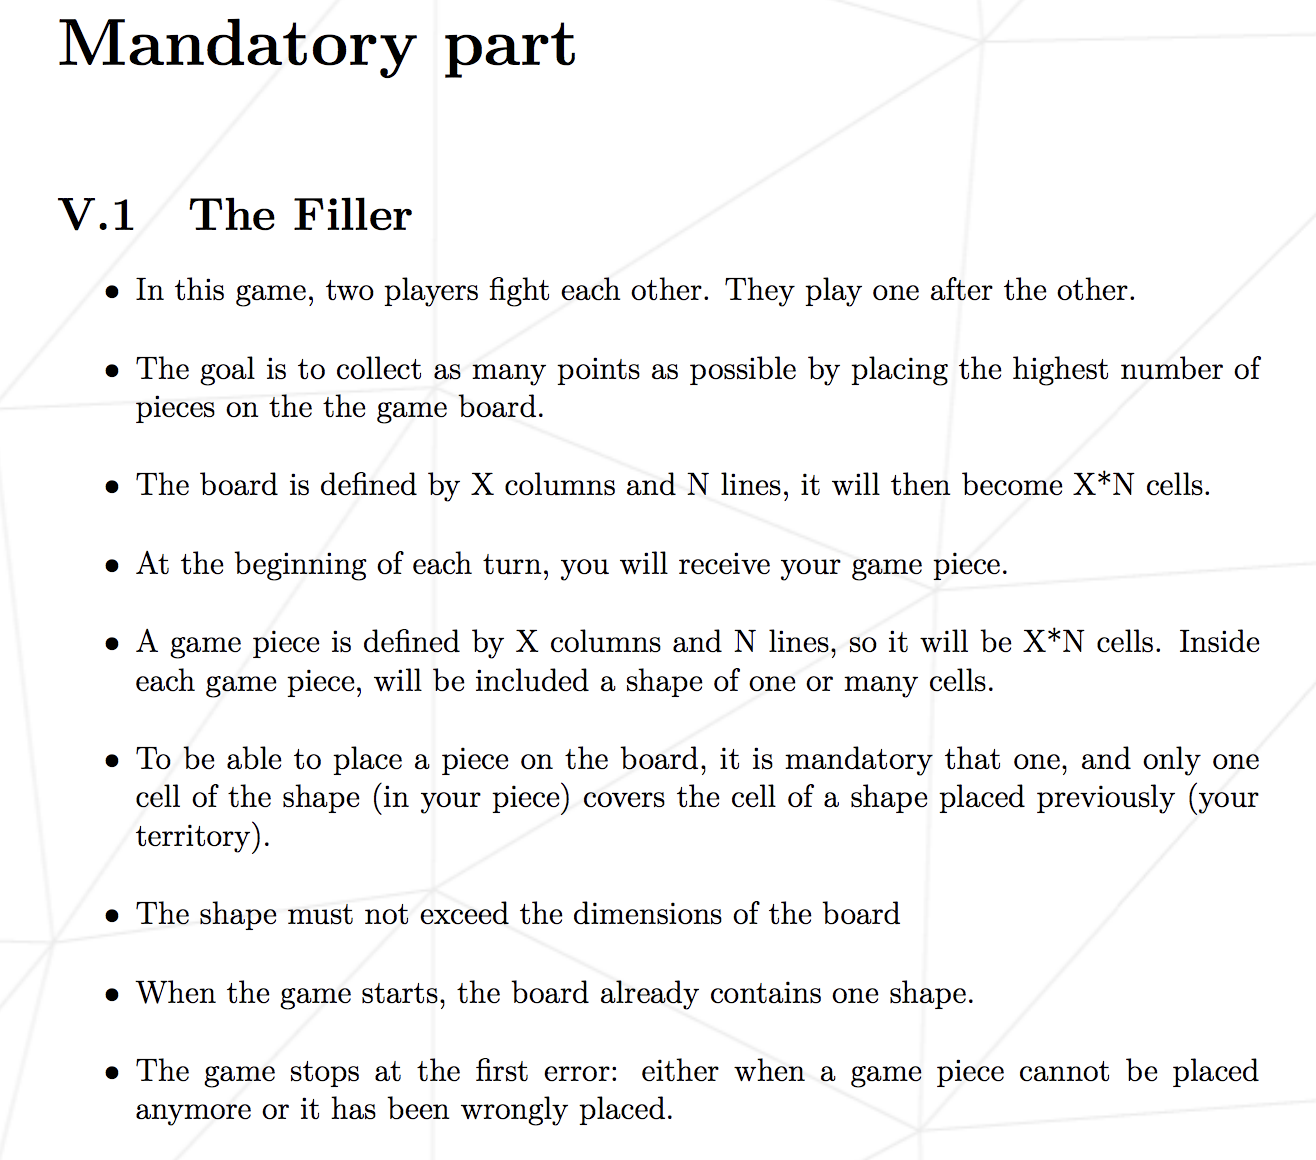 Mandatory part
V.1 The Filler
• In this game, two players fight each other. They play one after the other.
• The goal is to collect as many points as possible by placing the highest number of
pieces on the the game board.
• The board is defined by X columns and N lines, it will then become X*N cells.
• At the beginning of each turn, you will receive your game piece.
• A game piece is defined by X columns and N lines, so it will be X*N cells. Inside
each game piece, will be included a shape of one or many cells.
• To be able to place a piece on the board, it is mandatory that one, and only one
cell of the shape (in your piece) covers the cell of a shape placed previously (your
territory).
• The shape must not exceed the dimensions of the board
• When the game starts, the board already contains one shape.
• The game stops at the first error: either when a game piece cannot be placed
anymore or it has been wrongly placed.